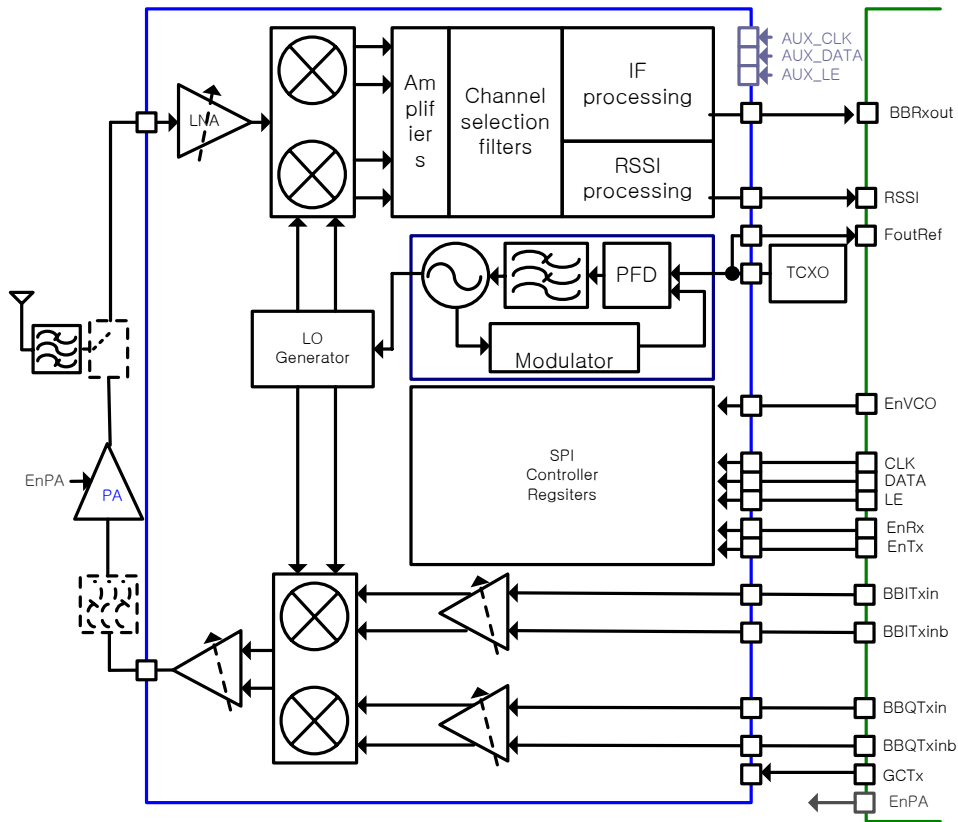 AUX_CLK
AUX_DATA
AUX_LE
LNA
Am
plif
ier
s
Channel
selection
filters
IF
processing
RSSI
processing
BBRxout
RSSI
FoutRef
PFD
TCXO
LO
Generator
Modulator
EnVCO
SPI
Controller
Regsiters
CLK
DATA
LE
EnRx
EnTx
EnPA
PA
BBITxin
BBITxinb
BBQTxin
BBQTxinb
GCTx
EnPA